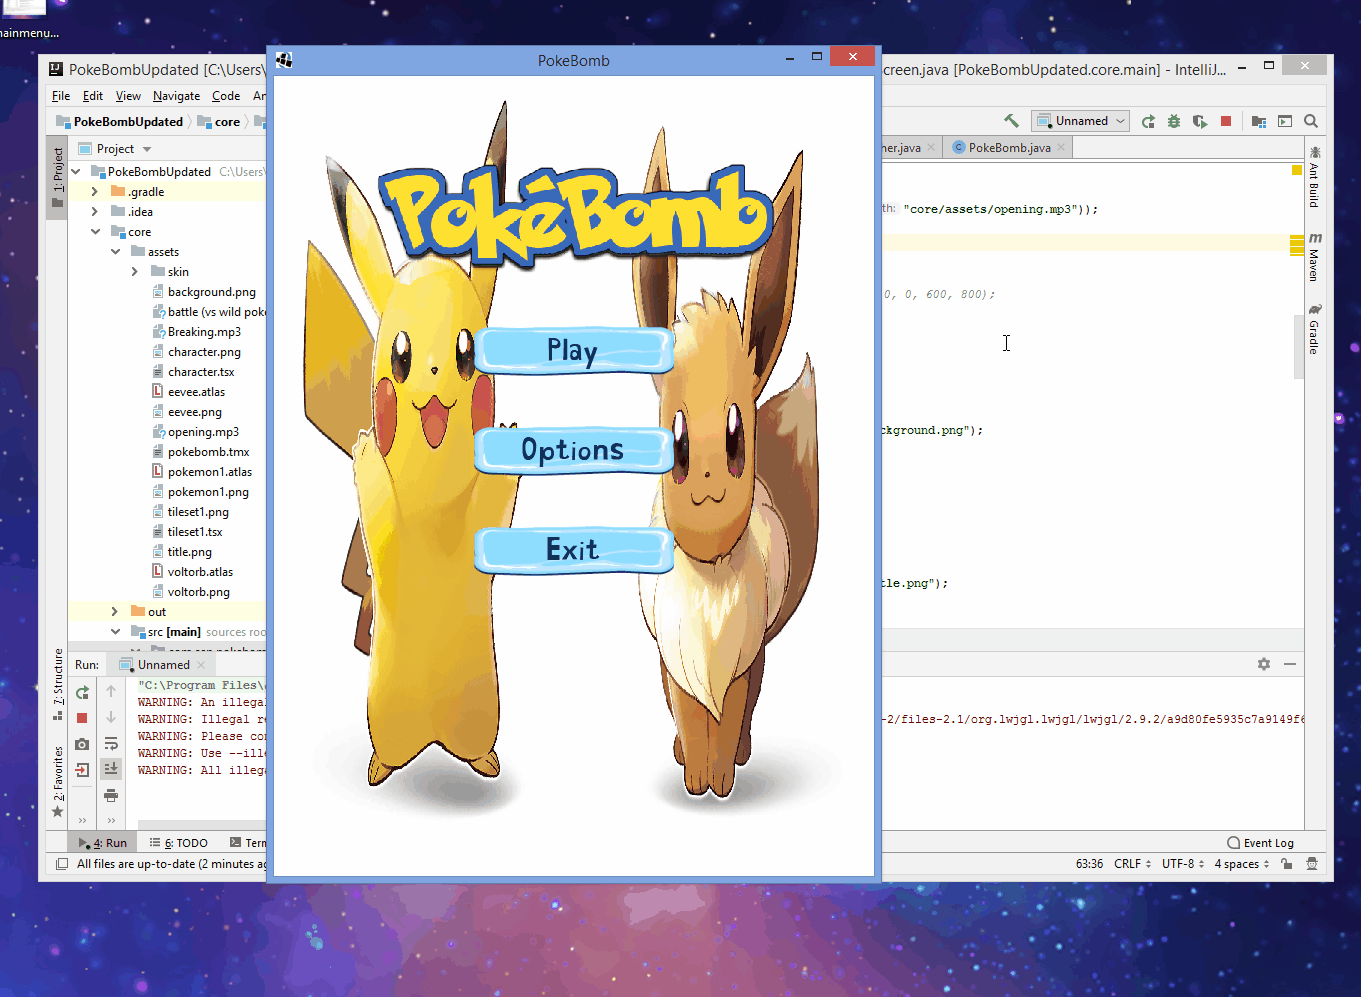 ainmenu...
PokeBombUpdated [C:\Users\
PokeBomb
creen.java [PokeBombUpdated.core.main] - IntelliJ...
File Edit View Navigate Code An
PokeBombUpdated core
Unnamed
Project
ner.java
PokeBomb.java
1: Project
PokeBombUpdated C:\Users\
.gradle
.idea
core
assets
skin
background.png
battle (vs wild poke
Breaking.mp3
character.png
character.tsx
eevee.atlas
eevee.png
opening.mp3
pokebomb.tmx
pokemon1.atlas
pokemon1.png
tileset1.png
tileset1.tsx
title.png
voltorb.atlas
voltorb.png
out
src [main] sources roo
PokéBomb
Play
Options
Exit
th: "core/assets/opening.mp3"));
0, 0, 600, 800);
ckground.png");
tle.png");
Ant Build
Maven
Gradle
Run: Unnamed
7: Structure
2: Favorites
"C:\Program Files\
WARNING: An illega
WARNING: Illegal re
WARNING: Please con
WARNING: Use --ille
WARNING: All illega
-2/files-2.1/org.lwjgl.lwjgl/lwjgl/2.9.2/a9d80fe5935c7a9149f6
4: Run 6: TODO Term
Event Log
All files are up-to-date (2 minutes ag
63:36 CRLF UTF-8 4 spaces